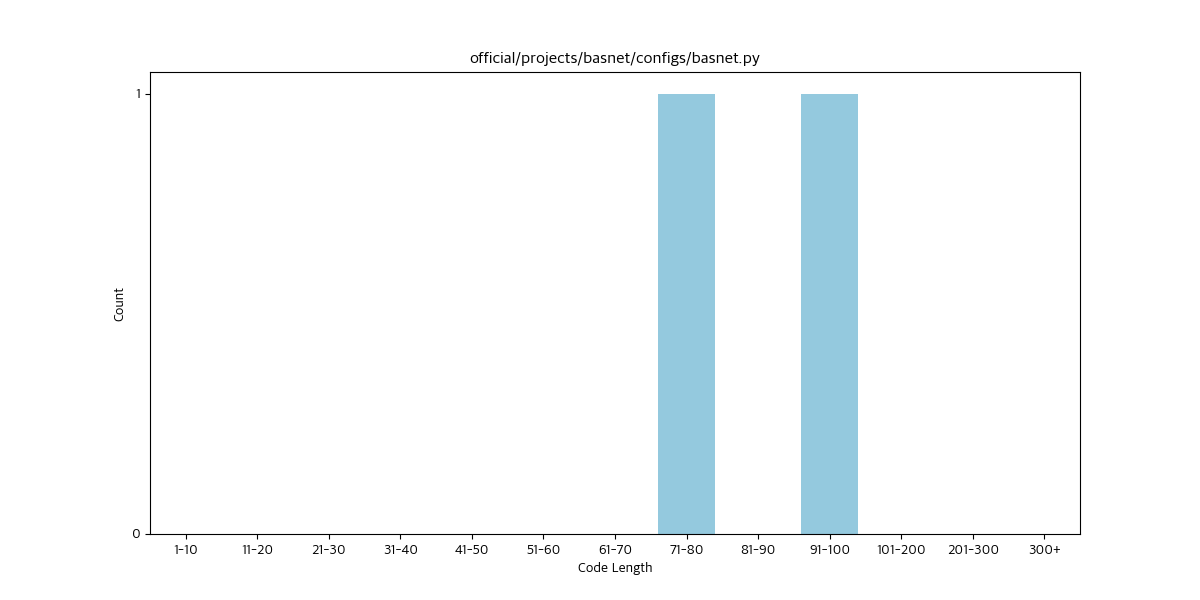 official/projects/basnet/configs/basnet.py
1
Count
0
1-10 11-20 21-30 31-40 41-50 51-60 61-70 71-80 81-90 91-100 101-200 201-300 300+
Code Length